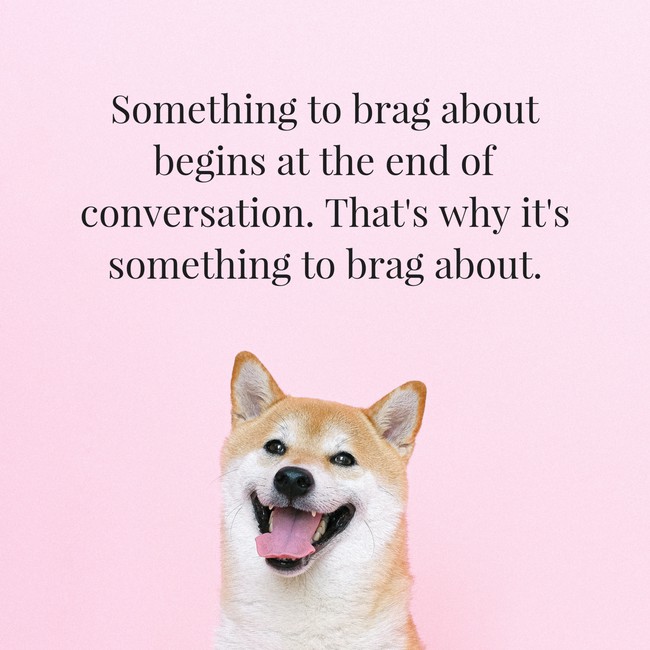 Something to brag about
begins at the end of
conversation. That's why it's
something to brag about.